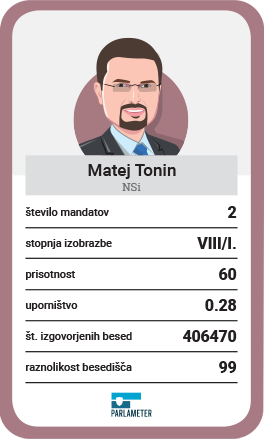 Matej Tonin
NSi
število mandatov 2
stopnja izobrazbe VIII/I.
prisotnost 60
uporništvo 0.28
št. izgovorjenih besed 406470
raznolikost besedišča 99
PARLAMETER